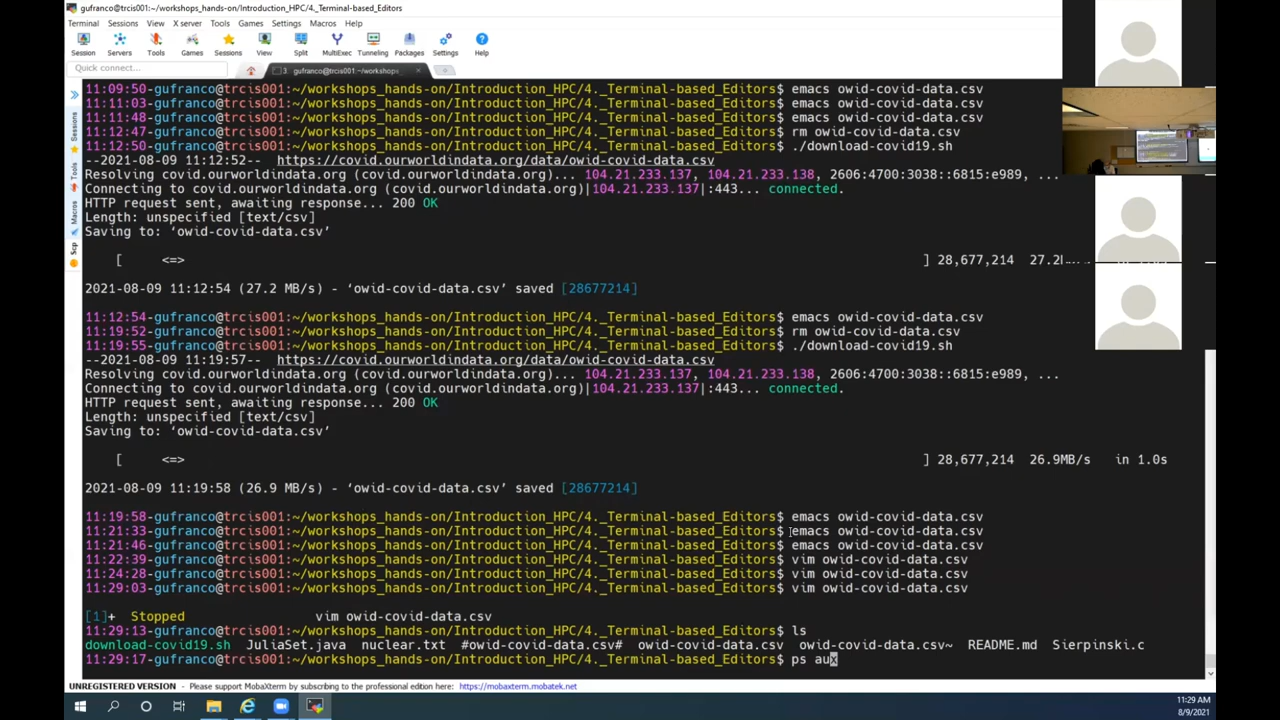 gufranco@trcis001:~/workshops_hands-on/Introduction_HPC/4._Terminal-based_Editors
Terminal Sessions View X server Tools Games Settings Macros Help
Session Servers Tools Games Sessions View Split MultiExec Tunneling Packages Settings Help
Quick connect...
3. gufranco@trcis001:~/workshops_
Sessions
Tools
Macros
Scp
11:09:50-gufranco@trcis001:~/workshops_hands-on/Introduction_HPC/4._Terminal-based_Editors$ emacs owid-covid-data.csv
11:11:03-gufranco@trcis001:~/workshops_hands-on/Introduction_HPC/4._Terminal-based_Editors$ emacs owid-covid-data.csv
11:11:48-gufranco@trcis001:~/workshops_hands-on/Introduction_HPC/4._Terminal-based_Editors$ emacs owid-covid-data.csv
11:12:47-gufranco@trcis001:~/workshops_hands-on/Introduction_HPC/4._Terminal-based_Editors$ rm owid-covid-data.csv
11:12:50-gufranco@trcis001:~/workshops_hands-on/Introduction_HPC/4._Terminal-based_Editors$ ./download-covid19.sh
--2021-08-09 11:12:52-- https://covid.ourworldindata.org/data/owid-covid-data.csv
Resolving covid.ourworldindata.org (covid.ourworldindata.org)... 104.21.233.137, 104.21.233.138, 2606:4700:3038::6815:e989, ...
Connecting to covid.ourworldindata.org (covid.ourworldindata.org)|104.21.233.137|:443... connected.
HTTP request sent, awaiting response... 200 OK
Length: unspecified [text/csv]
Saving to: ‘owid-covid-data.csv’
[ <=> ] 28,677,214
2021-08-09 11:12:54 (27.2 MB/s) - ‘owid-covid-data.csv’ saved [28677214]
11:12:54-gufranco@trcis001:~/workshops_hands-on/Introduction_HPC/4._Terminal-based_Editors$ emacs owid-covid-data.csv
11:19:52-gufranco@trcis001:~/workshops_hands-on/Introduction_HPC/4._Terminal-based_Editors$ rm owid-covid-data.csv
11:19:55-gufranco@trcis001:~/workshops_hands-on/Introduction_HPC/4._Terminal-based_Editors$ ./download-covid19.sh
--2021-08-09 11:19:57-- https://covid.ourworldindata.org/data/owid-covid-data.csv
Resolving covid.ourworldindata.org (covid.ourworldindata.org)... 104.21.233.137, 104.21.233.138, 2606:4700:3038::6815:e989, ...
Connecting to covid.ourworldindata.org (covid.ourworldindata.org)|104.21.233.137|:443... connected.
HTTP request sent, awaiting response... 200 OK
Length: unspecified [text/csv]
Saving to: ‘owid-covid-data.csv’
[ <=> ] 28,677,214 26.9MB/s in 1.0s
2021-08-09 11:19:58 (26.9 MB/s) - ‘owid-covid-data.csv’ saved [28677214]
11:19:58-gufranco@trcis001:~/workshops_hands-on/Introduction_HPC/4._Terminal-based_Editors$ emacs owid-covid-data.csv
11:21:33-gufranco@trcis001:~/workshops_hands-on/Introduction_HPC/4._Terminal-based_Editors$ emacs owid-covid-data.csv
11:21:46-gufranco@trcis001:~/workshops_hands-on/Introduction_HPC/4._Terminal-based_Editors$ emacs owid-covid-data.csv
11:22:39-gufranco@trcis001:~/workshops_hands-on/Introduction_HPC/4._Terminal-based_Editors$ vim owid-covid-data.csv
11:24:28-gufranco@trcis001:~/workshops_hands-on/Introduction_HPC/4._Terminal-based_Editors$ vim owid-covid-data.csv
11:29:03-gufranco@trcis001:~/workshops_hands-on/Introduction_HPC/4._Terminal-based_Editors$ vim owid-covid-data.csv
[1]+ Stopped vim owid-covid-data.csv
11:29:13-gufranco@trcis001:~/workshops_hands-on/Introduction_HPC/4._Terminal-based_Editors$ ls
download-covid19.sh JuliaSet.java nuclear.txt #owid-covid-data.csv# owid-covid-data.csv owid-covid-data.csv~ README.md Sierpinski.c
11:29:17-gufranco@trcis001:~/workshops_hands-on/Introduction_HPC/4._Terminal-based_Editors$ ps aux
UNREGISTERED VERSION - Please support MobaXterm by subscribing to the professional edition here: https://mobaxterm.mobatek.net
11:29 AM
8/9/2021